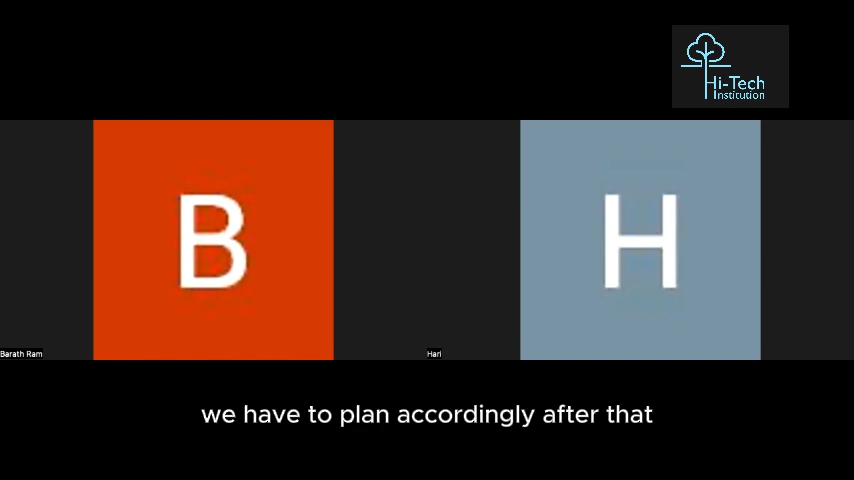 Hi-Tech
Institution
B
H
Barath Ram
Hari
we have to plan accordingly after that